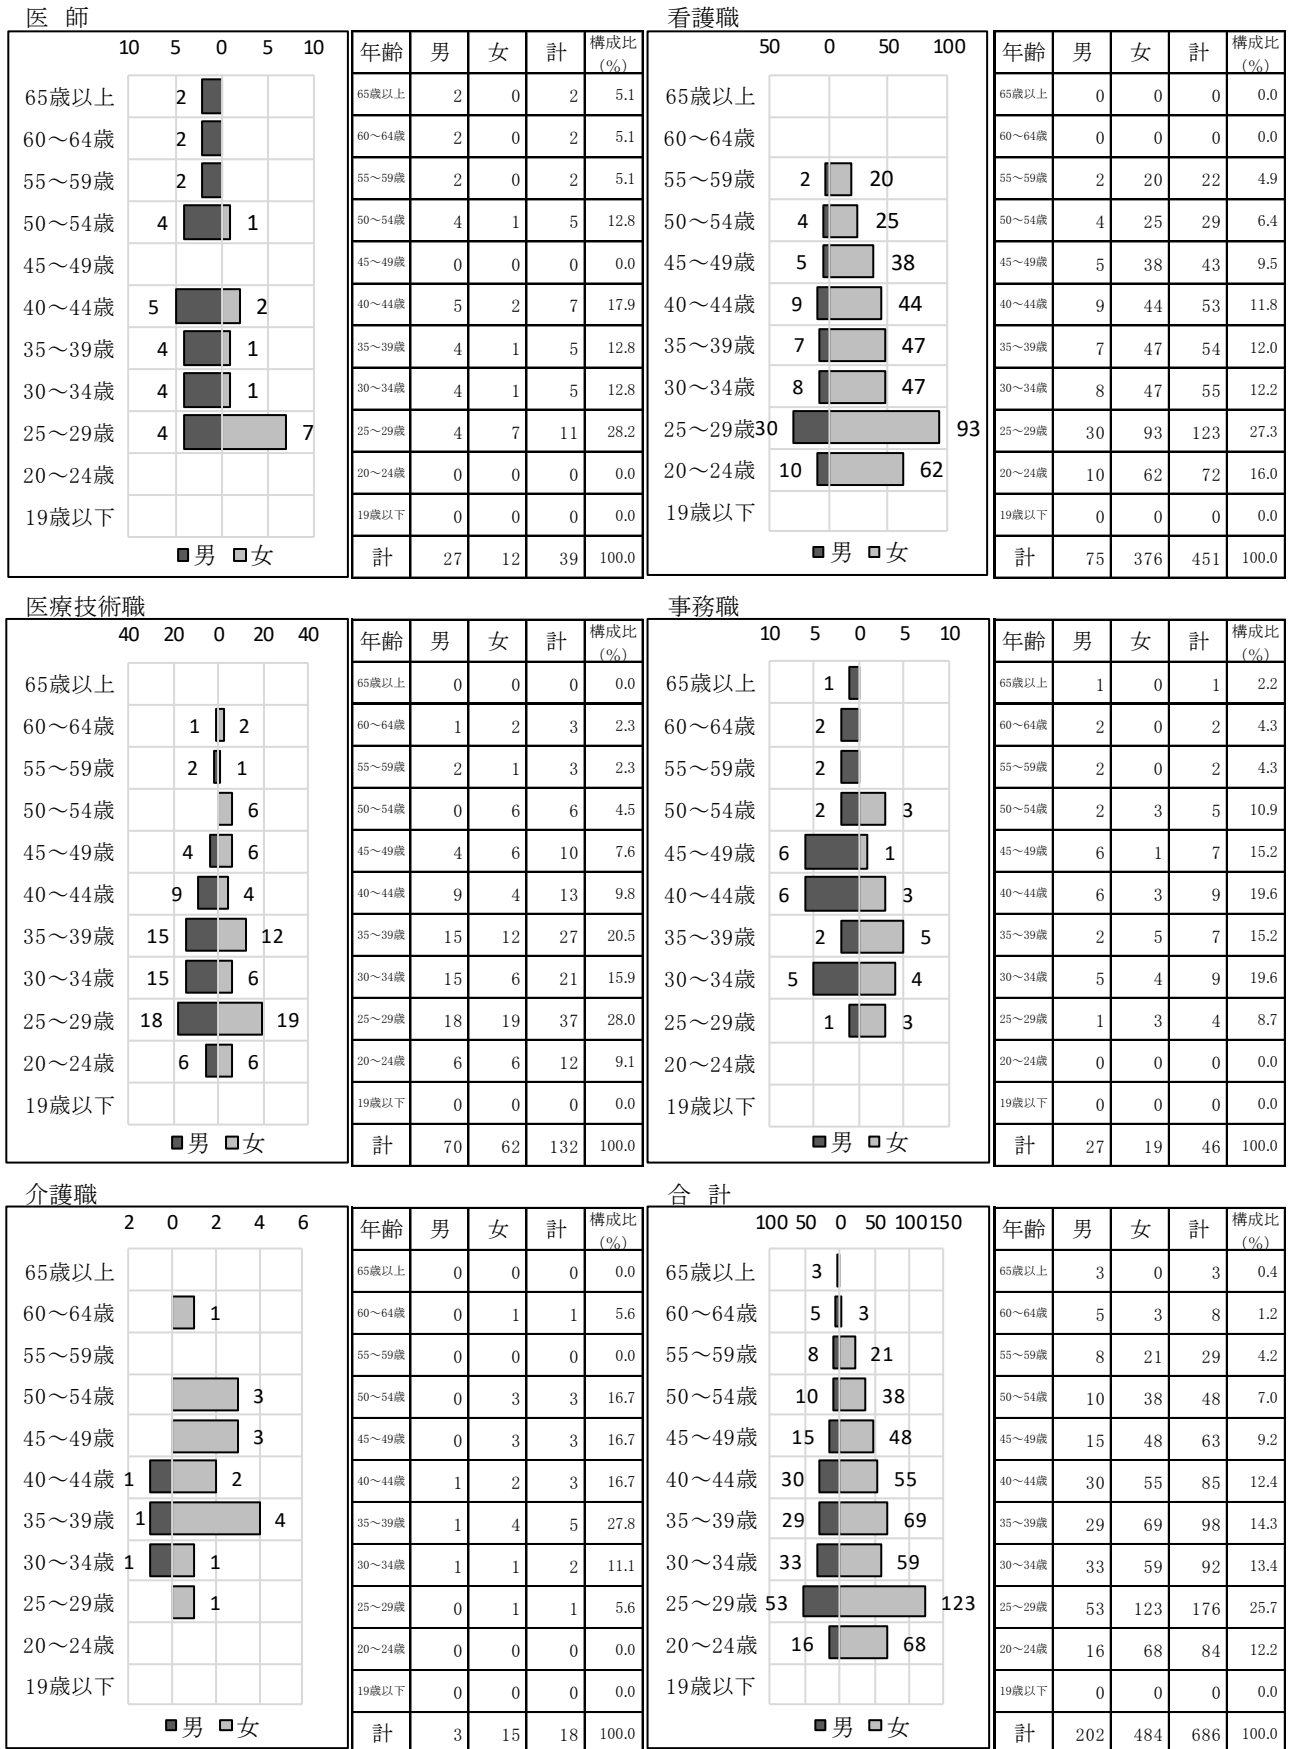 医 師
10 5 0 5 10
65歳以上 2
60～64歳 2
55～59歳 2
50～54歳 4 1
45～49歳
40～44歳 5 2
35～39歳 4 1
30～34歳 4 1
25～29歳 4 7
20～24歳
19歳以下
■男 □女
年齢 男 女 計 構成比(%)
65歳以上 2 0 2 5.1
60～64歳 2 0 2 5.1
55～59歳 2 0 2 5.1
50～54歳 4 1 5 12.8
45～49歳 0 0 0 0.0
40～44歳 5 2 7 17.9
35～39歳 4 1 5 12.8
30～34歳 4 1 5 12.8
25～29歳 4 7 11 28.2
20～24歳 0 0 0 0.0
19歳以下 0 0 0 0.0
計 27 12 39 100.0
看護職
50 0 50 100
65歳以上
60～64歳
55～59歳 2 20
50～54歳 4 25
45～49歳 5 38
40～44歳 9 44
35～39歳 7 47
30～34歳 8 47
25～29歳 30 93
20～24歳 10 62
19歳以下
■男 □女
年齢 男 女 計 構成比(%)
65歳以上 0 0 0 0.0
60～64歳 0 0 0 0.0
55～59歳 2 20 22 4.9
50～54歳 4 25 29 6.4
45～49歳 5 38 43 9.5
40～44歳 9 44 53 11.8
35～39歳 7 47 54 12.0
30～34歳 8 47 55 12.2
25～29歳 30 93 123 27.3
20～24歳 10 62 72 16.0
19歳以下 0 0 0 0.0
計 75 376 451 100.0
医療技術職
40 20 0 20 40
65歳以上
60～64歳 1 2
55～59歳 2 1
50～54歳 6
45～49歳 4 6
40～44歳 9 4
35～39歳 15 12
30～34歳 15 6
25～29歳 18 19
20～24歳 6 6
19歳以下
■男 □女
年齢 男 女 計 構成比(%)
65歳以上 0 0 0 0.0
60～64歳 1 2 3 2.3
55～59歳 2 1 3 2.3
50～54歳 0 6 6 4.5
45～49歳 4 6 10 7.6
40～44歳 9 4 13 9.8
35～39歳 15 12 27 20.5
30～34歳 15 6 21 15.9
25～29歳 18 19 37 28.0
20～24歳 6 6 12 9.1
19歳以下 0 0 0 0.0
計 70 62 132 100.0
事務職
10 5 0 5 10
65歳以上 1
60～64歳 2
55～59歳 2
50～54歳 2 3
45～49歳 6 1
40～44歳 6 3
35～39歳 2 5
30～34歳 5 4
25～29歳 1 3
20～24歳
19歳以下
■男 □女
年齢 男 女 計 構成比(%)
65歳以上 1 0 1 2.2
60～64歳 2 0 2 4.3
55～59歳 2 0 2 4.3
50～54歳 2 3 5 10.9
45～49歳 6 1 7 15.2
40～44歳 6 3 9 19.6
35～39歳 2 5 7 15.2
30～34歳 5 4 9 19.6
25～29歳 1 3 4 8.7
20～24歳 0 0 0 0.0
19歳以下 0 0 0 0.0
計 27 19 46 100.0
介護職
2 0 2 4 6
65歳以上
60～64歳 1
55～59歳
50～54歳 3
45～49歳 3
40～44歳 1 2
35～39歳 1 4
30～34歳 1 1
25～29歳 1
20～24歳
19歳以下
■男 □女
年齢 男 女 計 構成比(%)
65歳以上 0 0 0 0.0
60～64歳 0 1 1 5.6
55～59歳 0 0 0 0.0
50～54歳 0 3 3 16.7
45～49歳 0 3 3 16.7
40～44歳 1 2 3 16.7
35～39歳 1 4 5 27.8
30～34歳 1 1 2 11.1
25～29歳 0 1 1 5.6
20～24歳 0 0 0 0.0
19歳以下 0 0 0 0.0
計 3 15 18 100.0
合 計
100 50 0 50 100 150
65歳以上 3
60～64歳 5 3
55～59歳 8 21
50～54歳 10 38
45～49歳 15 48
40～44歳 30 55
35～39歳 29 69
30～34歳 33 59
25～29歳 53 123
20～24歳 16 68
19歳以下
■男 □女
年齢 男 女 計 構成比(%)
65歳以上 3 0 3 0.4
60～64歳 5 3 8 1.2
55～59歳 8 21 29 4.2
50～54歳 10 38 48 7.0
45～49歳 15 48 63 9.2
40～44歳 30 55 85 12.4
35～39歳 29 69 98 14.3
30～34歳 33 59 92 13.4
25～29歳 53 123 176 25.7
20～24歳 16 68 84 12.2
19歳以下 0 0 0 0.0
計 202 484 686 100.0